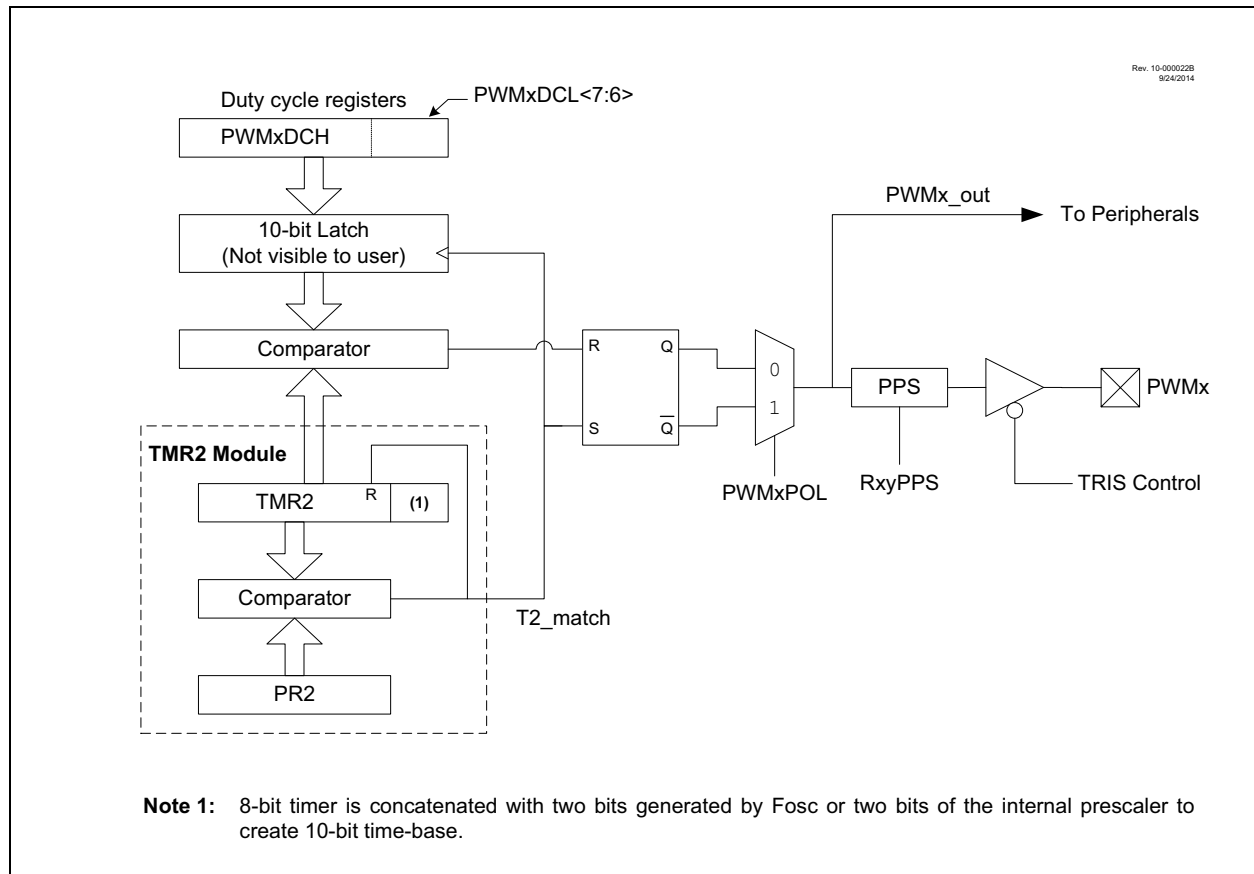 Rev. 10-000022B
9/24/2014
Duty cycle registers
PWMxDCL<7:6>
PWMxDCH
10-bit Latch
(Not visible to user)
PWMx_out
To Peripherals
Comparator
R
Q
S
Q̅
0
1
PPS
PWMx
PWMxPOL
RxyPPS
TRIS Control
TMR2 Module
TMR2
R
(1)
Comparator
T2_match
PR2
Note 1: 8-bit timer is concatenated with two bits generated by Fosc or two bits of the internal prescaler to
create 10-bit time-base.